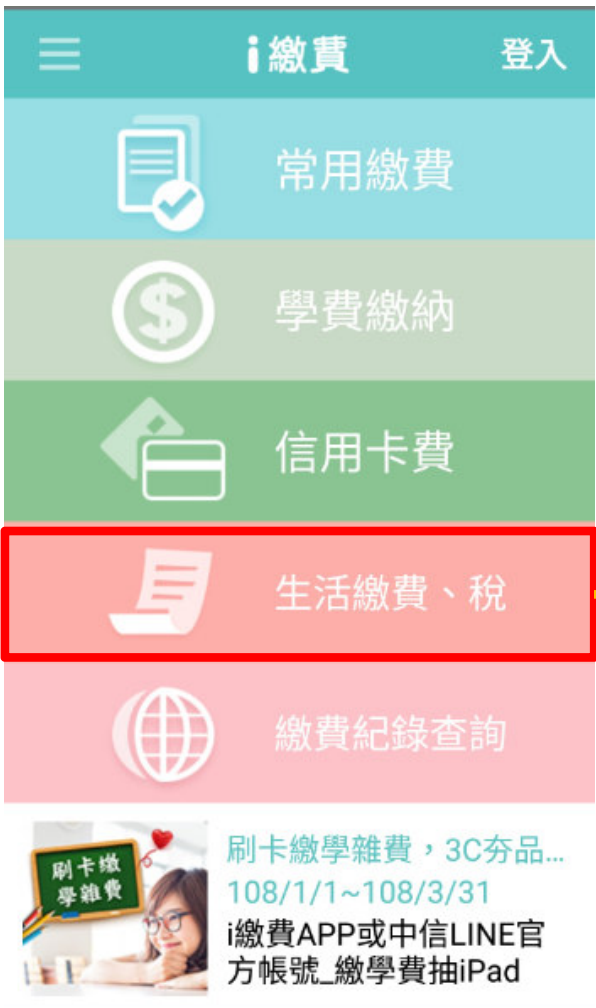 i繳費
登入
常用繳費
學費繳納
信用卡費
生活繳費、稅
繳費紀錄查詢
刷卡繳
學雜費
刷卡繳學雜費，3C夯品...
108/1/1~108/3/31
i繳費APP或中信LINE官
方帳號_繳學費抽iPad